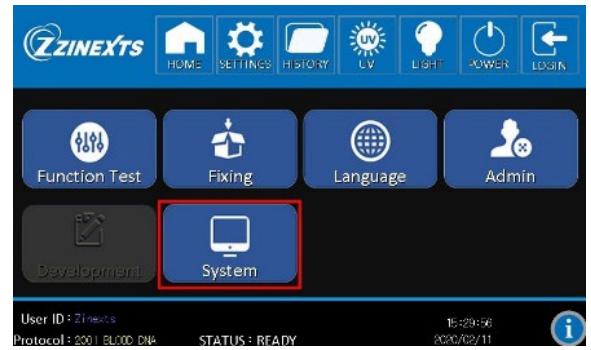 ZINEXTS
HOME SETTINGS HISTORY UV LIGHT POWER LOGIN
Function Test Fixing Language Admin
Development System
User ID : Zinexts 15:29:56
Protocol : 2001 BLOOD DNA STATUS : READY 2020/02/11